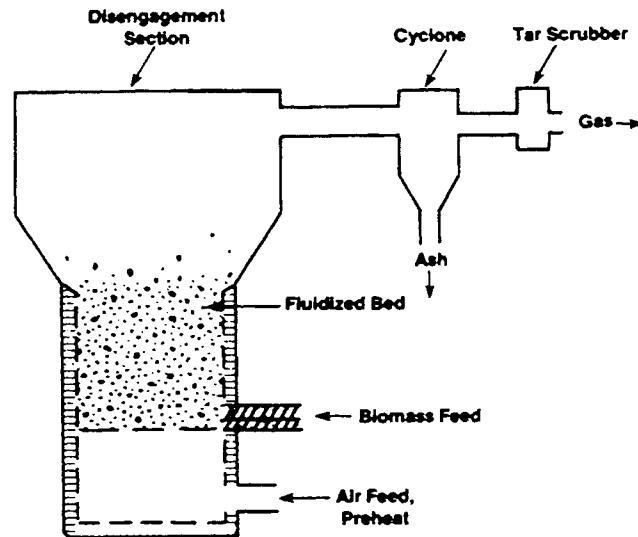 Disengagement
Section
Cyclone
Tar Scrubber
Gas
Ash
Fluidized Bed
Biomass Feed
Air Feed,
Preheat